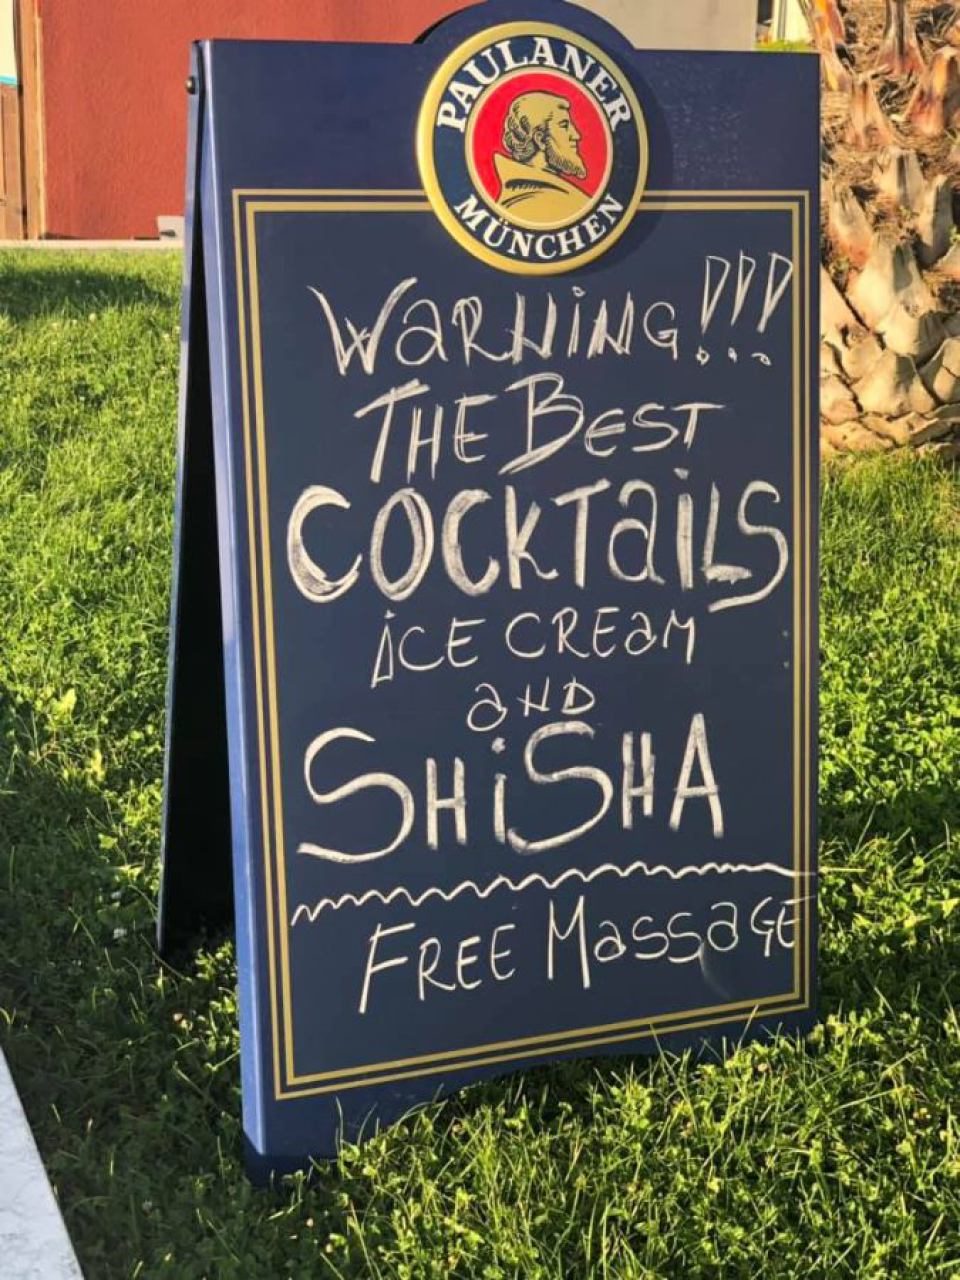 PAULANER
MÜNCHEN
WaRNiNG!!!
THE BEST
COCKTaiLS
iCE CREaM
aND
SHiSHA
FREE MassaGE